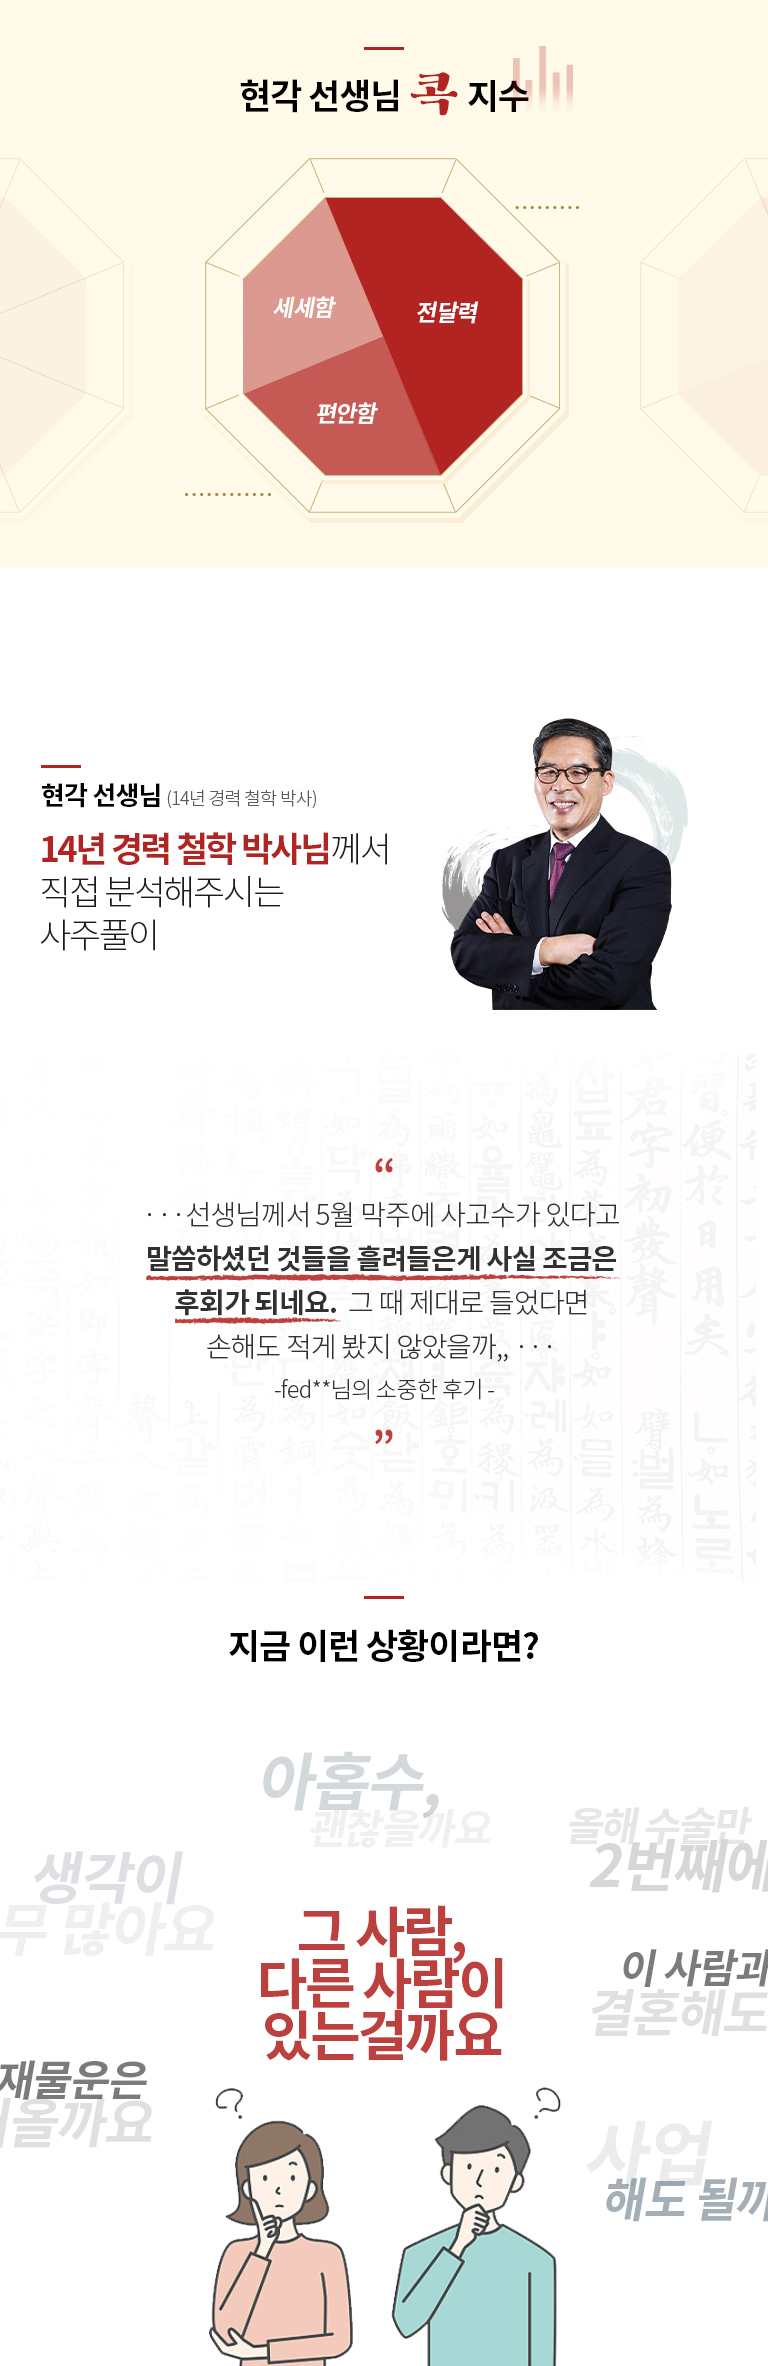 현각 선생님 콕 지수
세세함
전달력
편안함
현각 선생님 (14년 경력 철학 박사)
14년 경력 철학 박사님께서
직접 분석해주시는
사주풀이
“
···선생님께서 5월 막주에 사고수가 있다고
말씀하셨던 것들을 흘려들은게 사실 조금은
후회가 되네요. 그 때 제대로 들었다면
손해도 적게 봤지 않았을까,, ···
-fed**님의 소중한 후기 -
”
지금 이런 상황이라면?
아홉수,
괜찮을까요
올해 수술만
2번째에
생각이
무 많아요
그 사람,
다른 사람이
있는걸까요
이 사람과
결혼해도
재물운은
올까요
사업
해도 될까